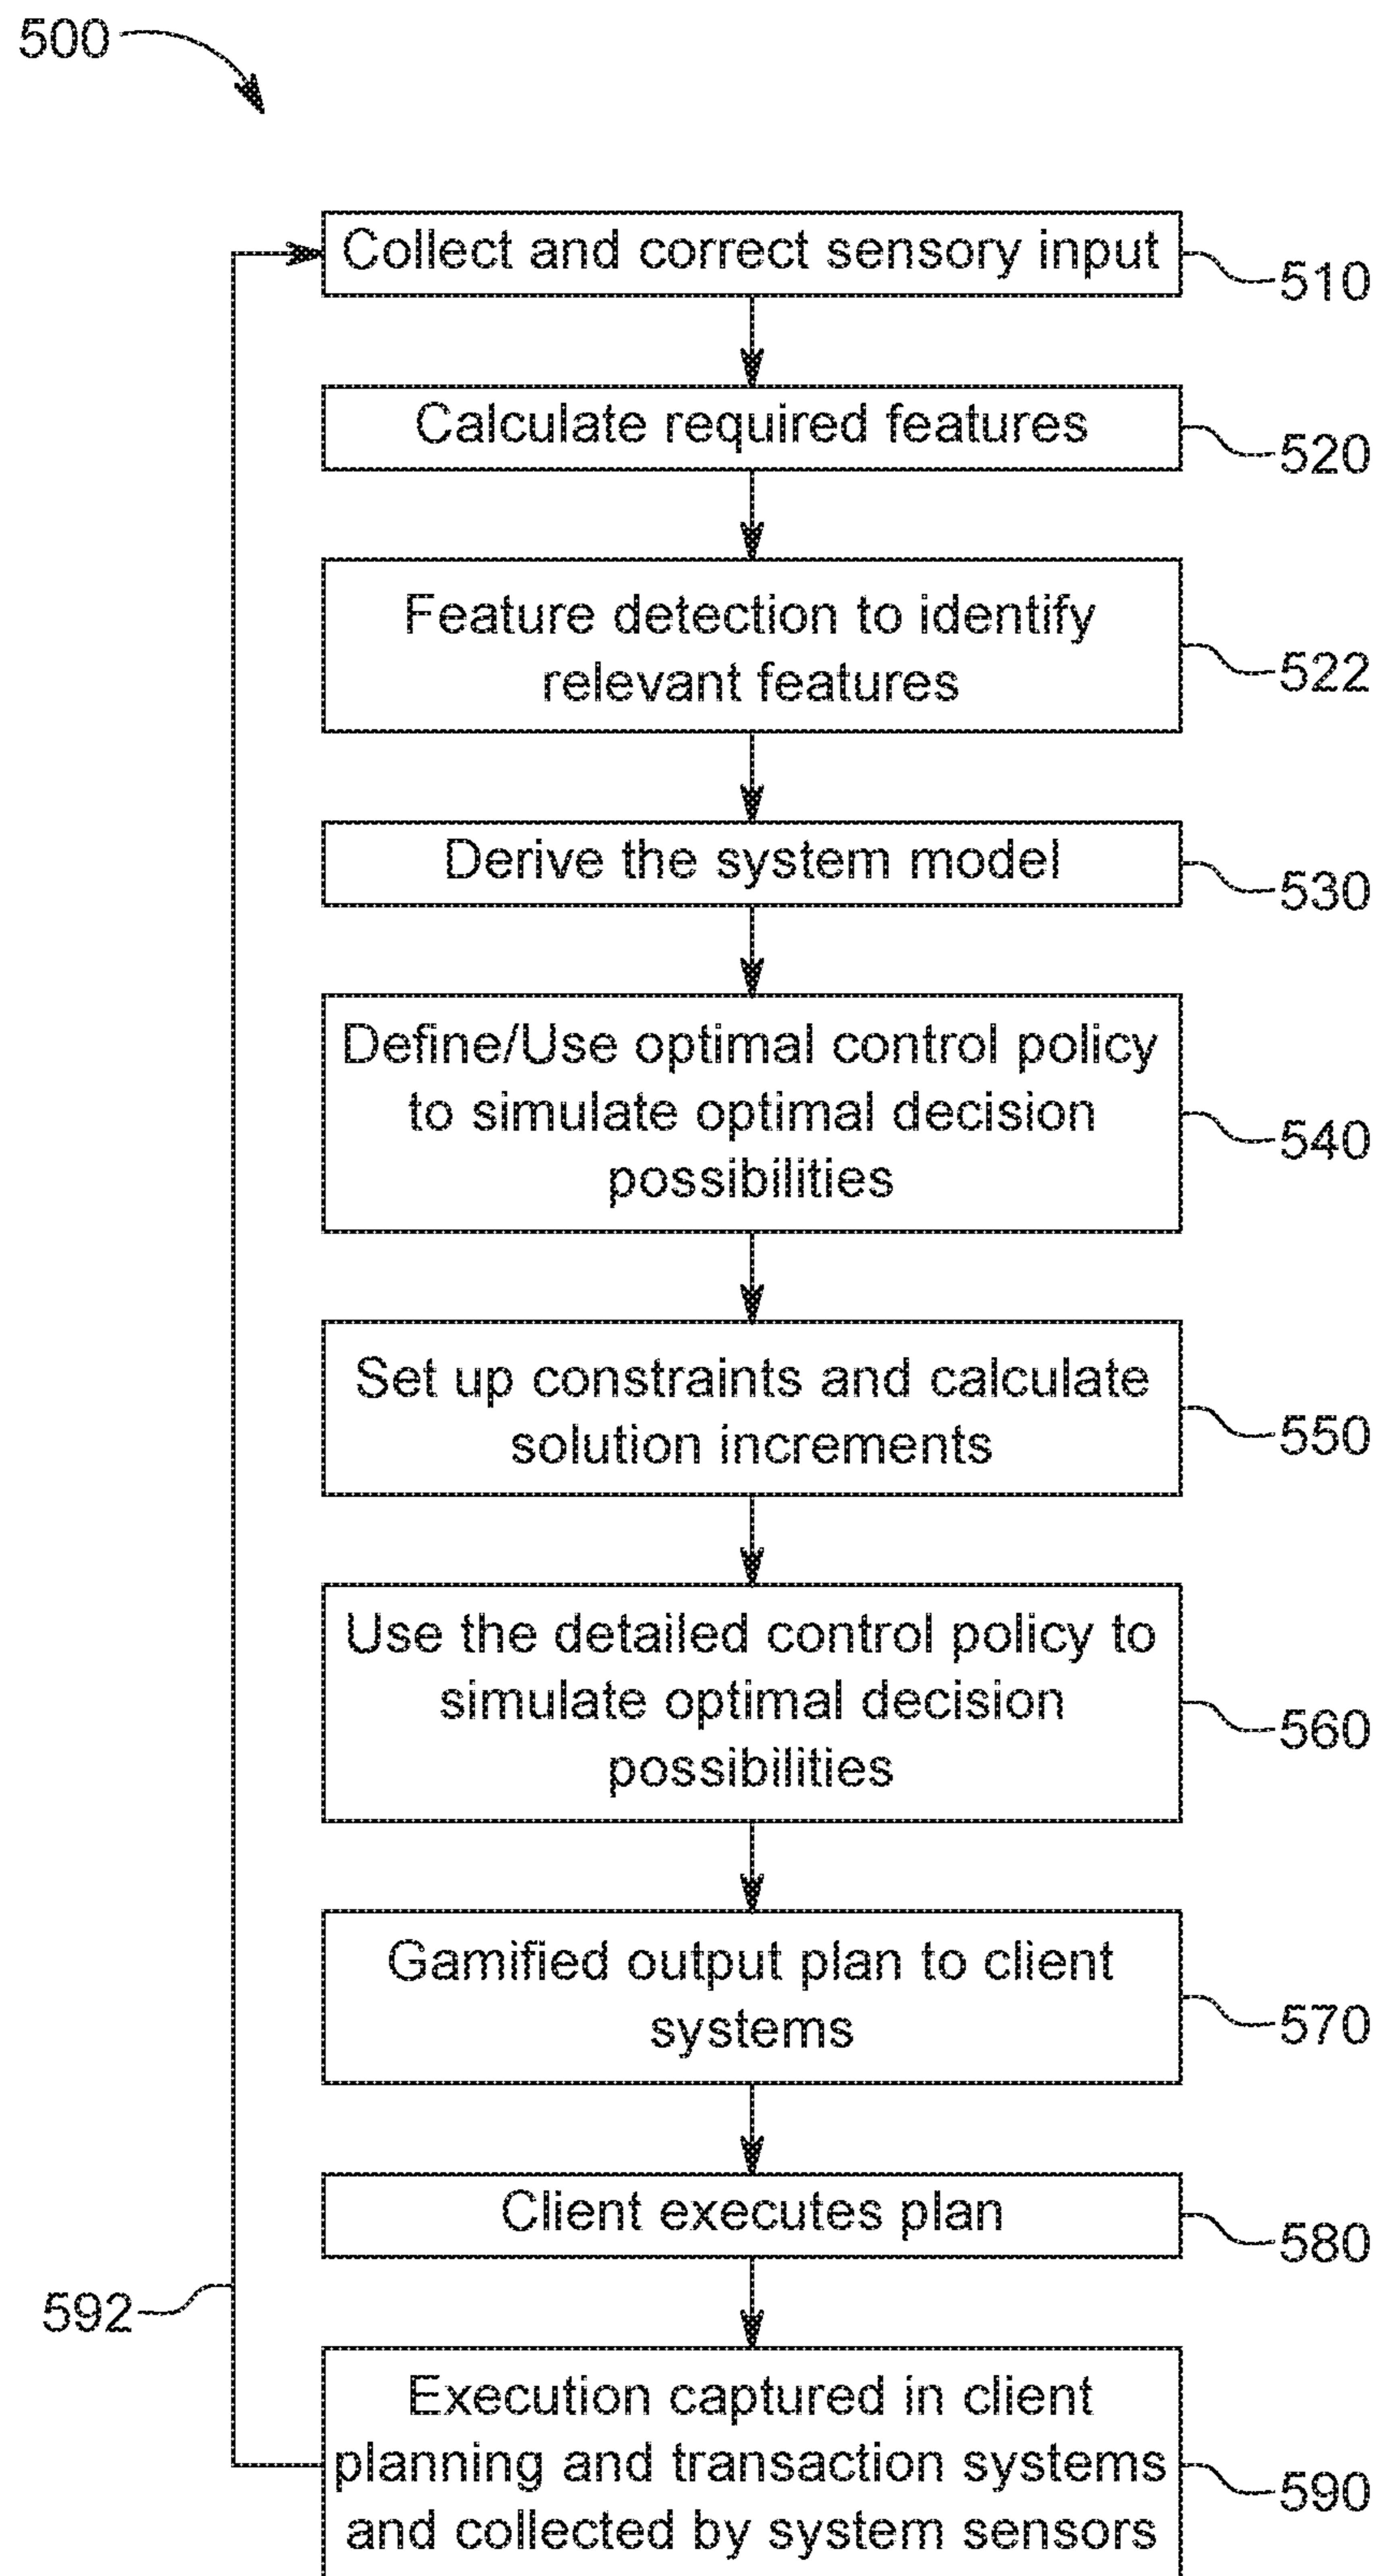 500
Collect and correct sensory input
510
Calculate required features
520
Feature detection to identify
relevant features
522
Derive the system model
530
Define/Use optimal control policy
to simulate optimal decision
possibilities
540
Set up constraints and calculate
solution increments
550
Use the detailed control policy to
simulate optimal decision
possibilities
560
Gamified output plan to client
systems
570
Client executes plan
580
592
Execution captured in client
planning and transaction systems
and collected by system sensors
590